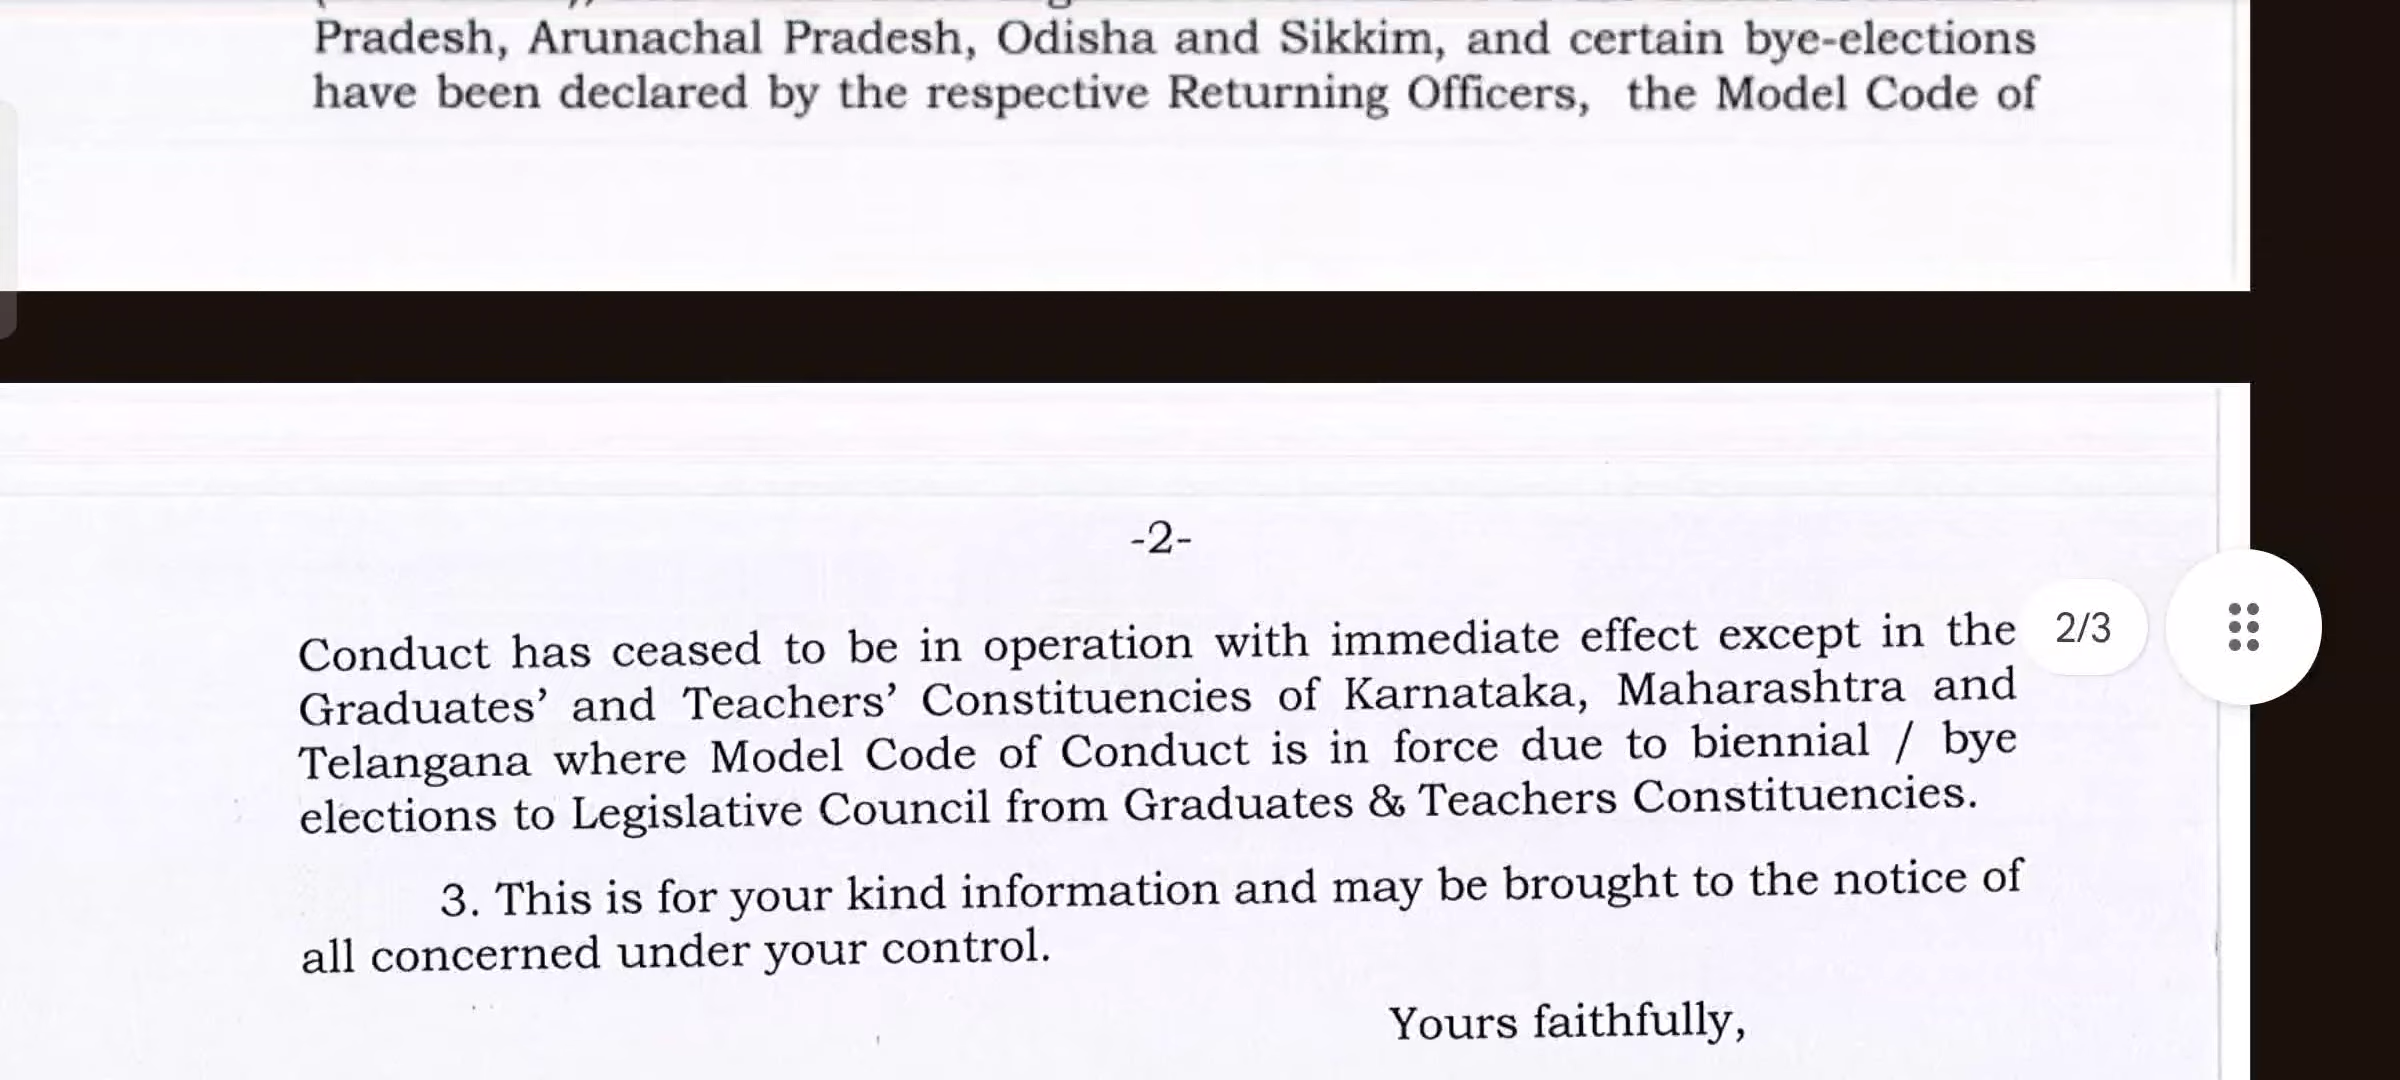 Pradesh, Arunachal Pradesh, Odisha and Sikkim, and certain bye-elections
have been declared by the respective Returning Officers, the Model Code of
-2-
Conduct has ceased to be in operation with immediate effect except in the
Graduates’ and Teachers’ Constituencies of Karnataka, Maharashtra and
Telangana where Model Code of Conduct is in force due to biennial / bye
elections to Legislative Council from Graduates & Teachers Constituencies.
2/3
3. This is for your kind information and may be brought to the notice of
all concerned under your control.
Yours faithfully,